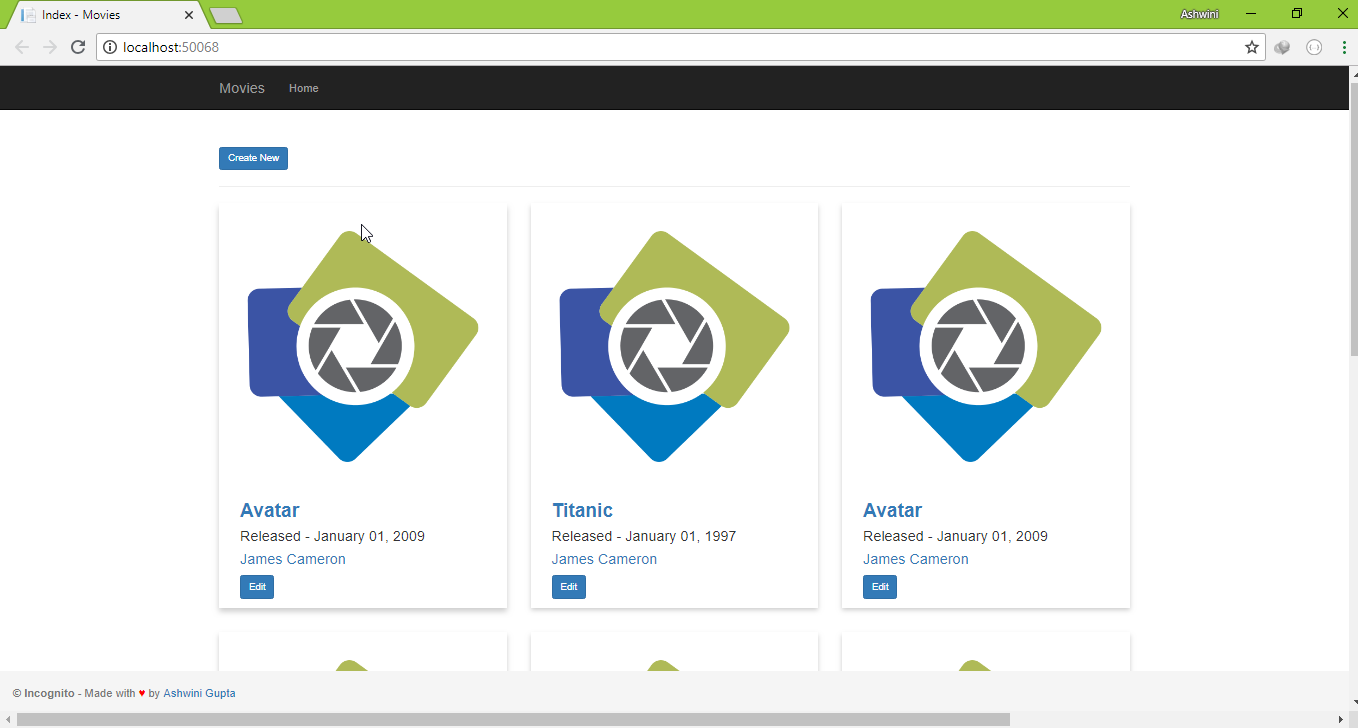 Index - Movies
Ashwini
localhost:50068
Movies Home
Create New
Avatar
Released - January 01, 2009
James Cameron
Edit
Titanic
Released - January 01, 1997
James Cameron
Edit
Avatar
Released - January 01, 2009
James Cameron
Edit
© Incognito - Made with ♥ by Ashwini Gupta